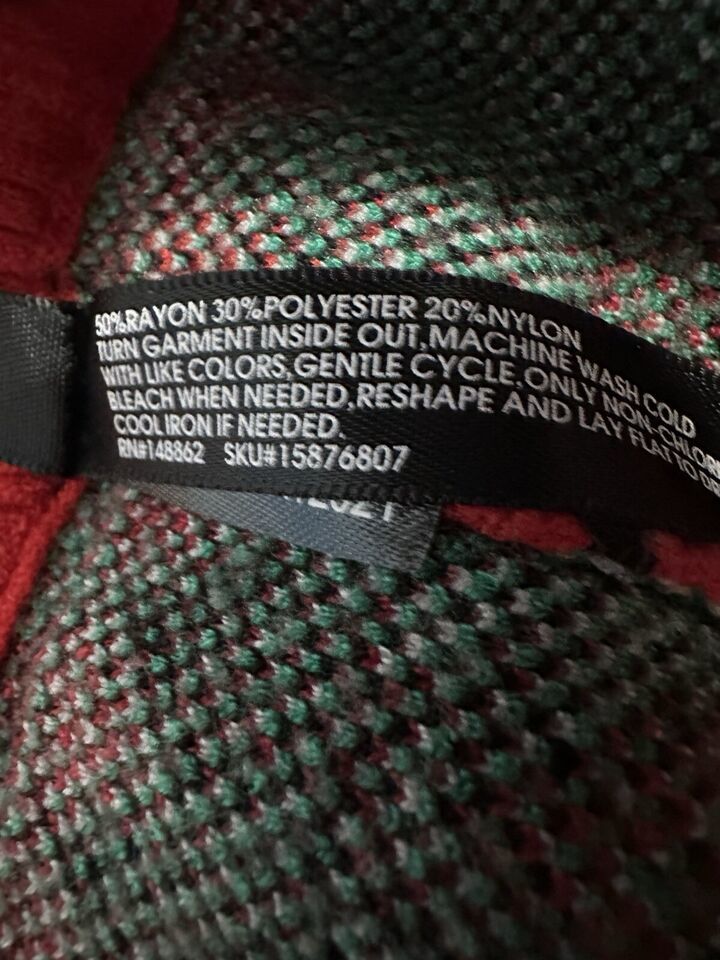 50%RAYON 30%POLYESTER 20%NYLON
TURN GARMENT INSIDE OUT,MACHINE WASH COLD
WITH LIKE COLORS,GENTLE CYCLE.ONLY NON-CHLOR
BLEACH WHEN NEEDED,RESHAPE AND LAY FLAT TO DR
COOL IRON IF NEEDED.
RN#148862 SKU#15876807